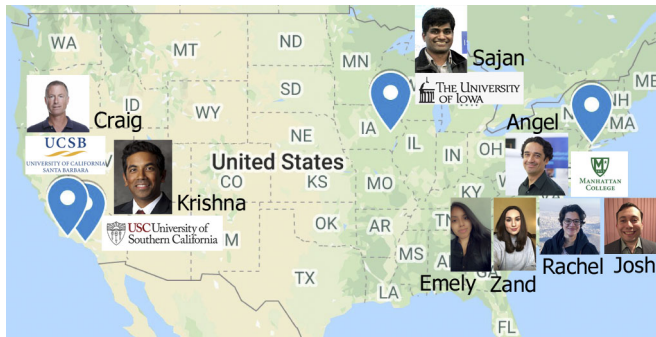 WA
MT
ND
MN
Sajan
ME
ID
SD
THE UNIVERSITY
OF IOWA
NH
Craig
WY
IA
Angel
MA
UCSB
UNIVERSITY OF CALIFORNIA
SANTA BARBARA
NE
IL
IN
OH
United States
MANHATTAN
COLLEGE
CO
KS
MO
KY
Krishna
USC University of
Southern California
OK
AR
TN
MS
TX
LA
FL
Emely
Zand
Rachel
Josh